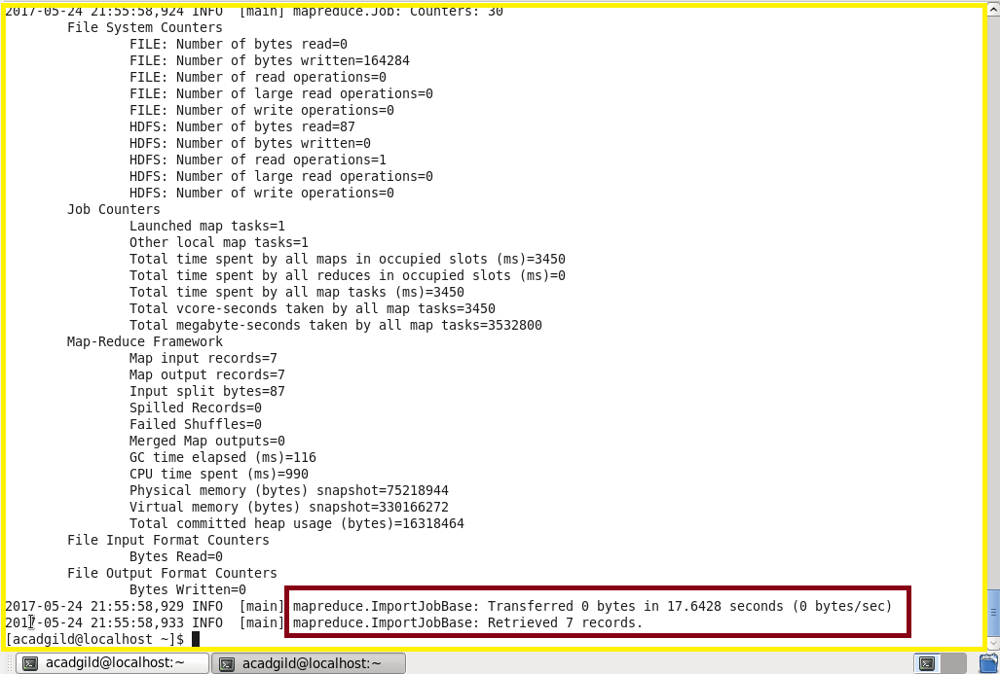 2017-05-24 21:55:58,924 INFO  [main] mapreduce.Job: Counters: 30
File System Counters
FILE: Number of bytes read=0
FILE: Number of bytes written=164284
FILE: Number of read operations=0
FILE: Number of large read operations=0
FILE: Number of write operations=0
HDFS: Number of bytes read=87
HDFS: Number of bytes written=0
HDFS: Number of read operations=1
HDFS: Number of large read operations=0
HDFS: Number of write operations=0
Job Counters
Launched map tasks=1
Other local map tasks=1
Total time spent by all maps in occupied slots (ms)=3450
Total time spent by all reduces in occupied slots (ms)=0
Total time spent by all map tasks (ms)=3450
Total vcore-seconds taken by all map tasks=3450
Total megabyte-seconds taken by all map tasks=3532800
Map-Reduce Framework
Map input records=7
Map output records=7
Input split bytes=87
Spilled Records=0
Failed Shuffles=0
Merged Map outputs=0
GC time elapsed (ms)=116
CPU time spent (ms)=990
Physical memory (bytes) snapshot=75218944
Virtual memory (bytes) snapshot=330166272
Total committed heap usage (bytes)=16318464
File Input Format Counters
Bytes Read=0
File Output Format Counters
Bytes Written=0
2017-05-24 21:55:58,929 INFO  [main] mapreduce.ImportJobBase: Transferred 0 bytes in 17.6428 seconds (0 bytes/sec)
2017-05-24 21:55:58,933 INFO  [main] mapreduce.ImportJobBase: Retrieved 7 records.
[acadgild@localhost ~]$
acadgild@localhost:~ acadgild@localhost:~